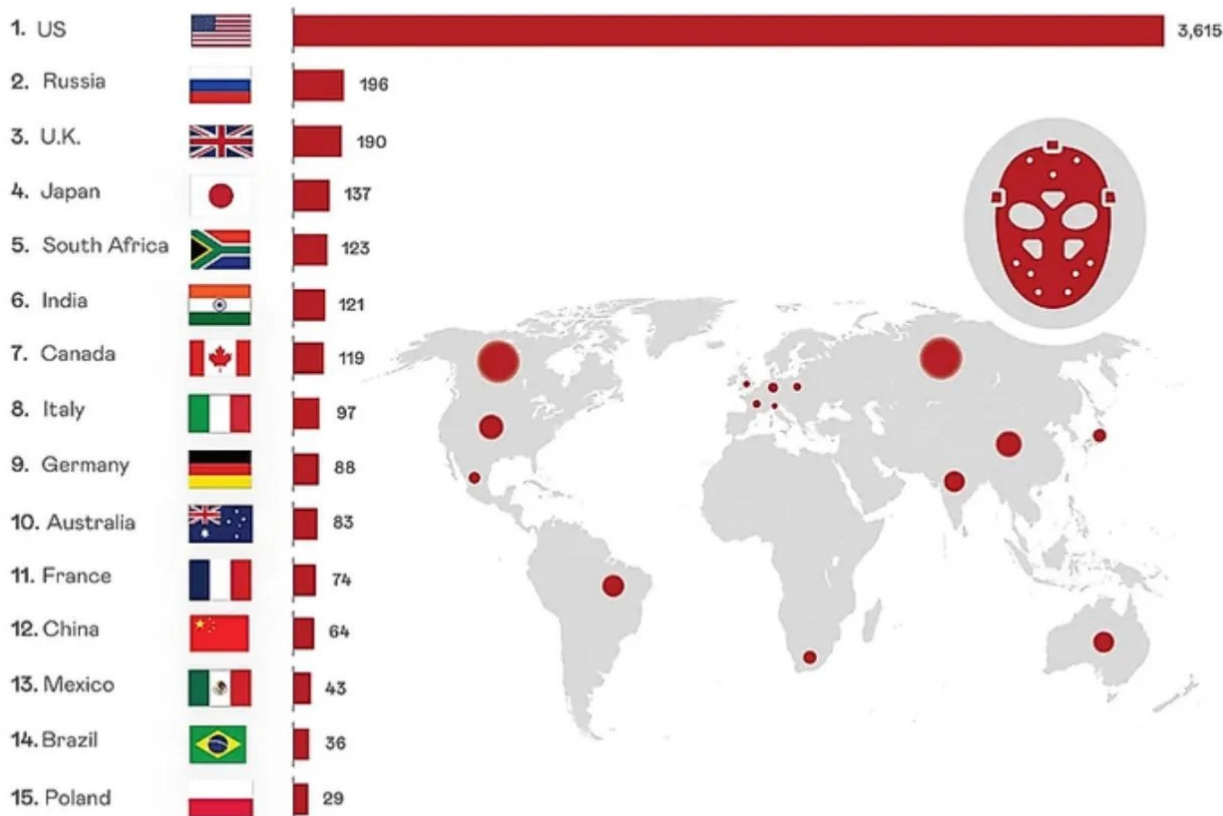 1. US 3,615
2. Russia 196
3. U.K. 190
4. Japan 137
5. South Africa 123
6. India 121
7. Canada 119
8. Italy 97
9. Germany 88
10. Australia 83
11. France 74
12. China 64
13. Mexico 43
14. Brazil 36
15. Poland 29